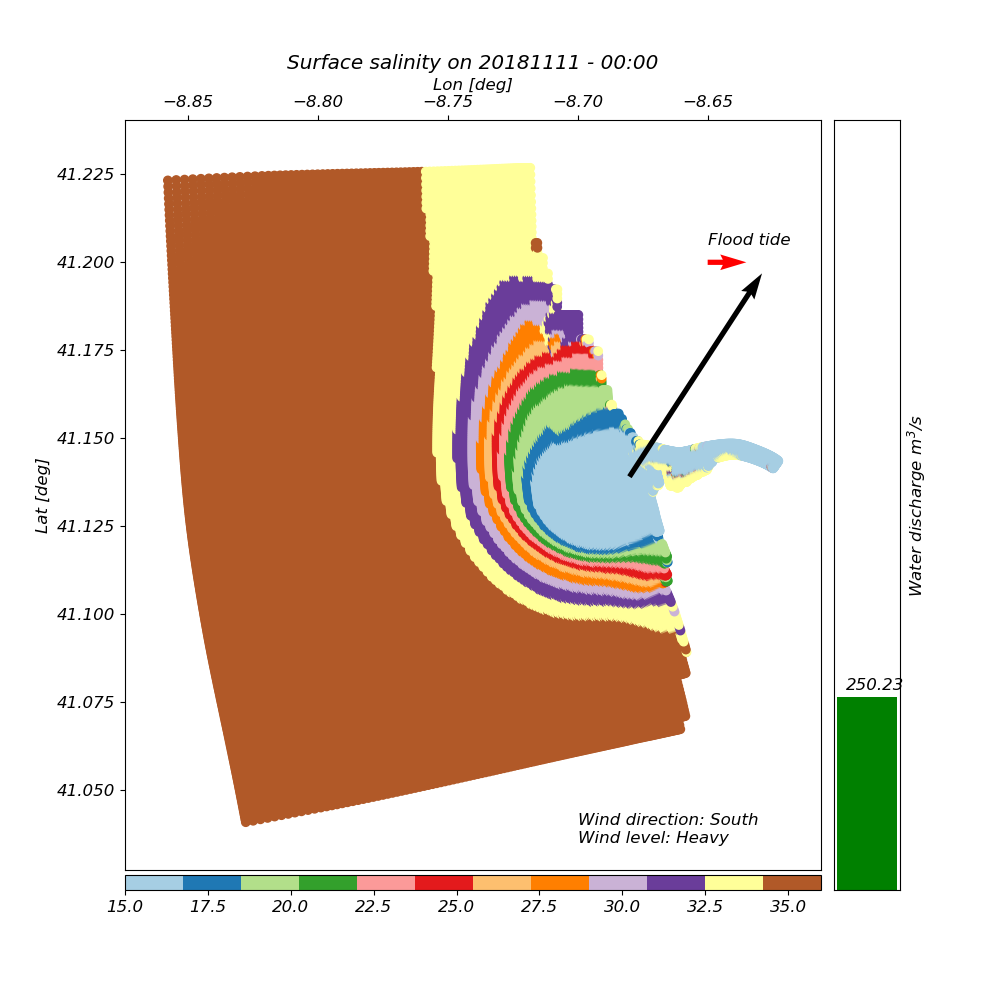 Surface salinity on 20181111 - 00:00
Lon [deg]
−8.85 −8.80 −8.75 −8.70 −8.65
41.225
41.200
41.175
41.150
41.125
41.100
41.075
41.050
Lat [deg]
Flood tide
Wind direction: South
Wind level: Heavy
15.0 17.5 20.0 22.5 25.0 27.5 30.0 32.5 35.0
250.23
Water discharge m³/s